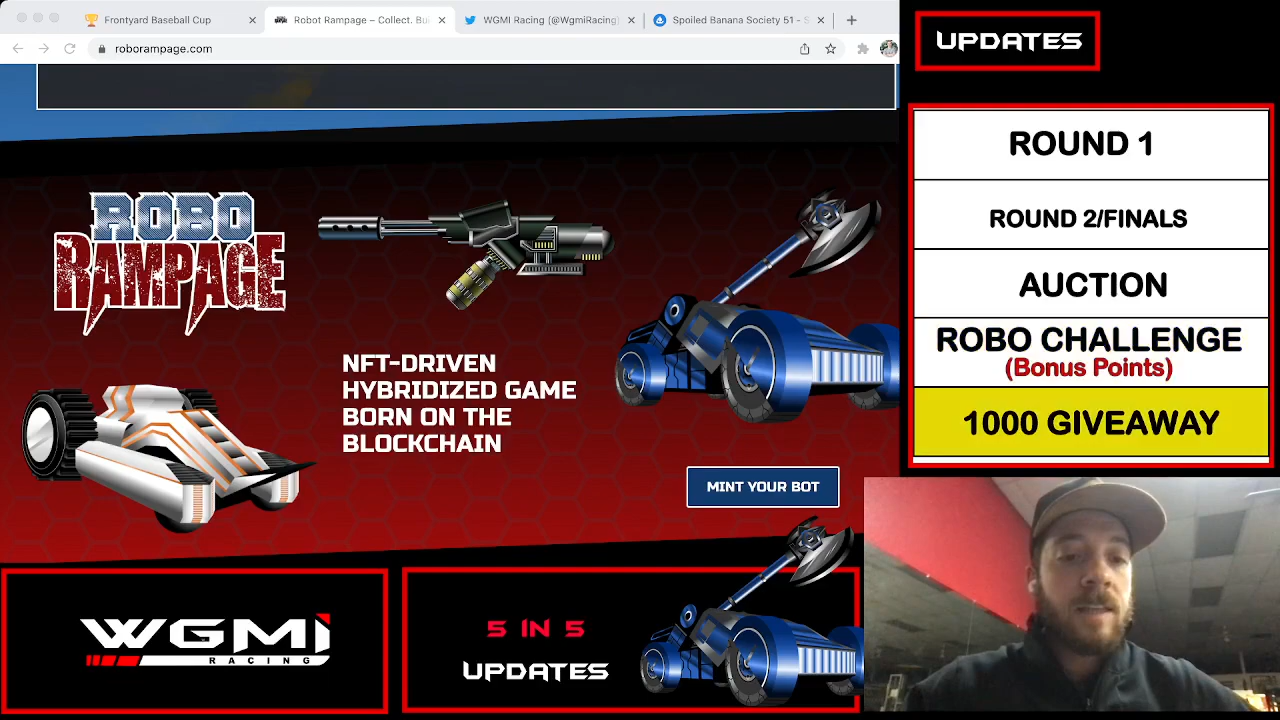 Frontyard Baseball Cup
Robot Rampage – Collect. Bui
WGMI Racing (@WgmiRacing)
Spoiled Banana Society 51 - S
roborampage.com
UPDATES
ROUND 1
ROUND 2/FINALS
AUCTION
ROBO CHALLENGE
(Bonus Points)
1000 GIVEAWAY
ROBO
RAMPAGE
NFT-DRIVEN
HYBRIDIZED GAME
BORN ON THE
BLOCKCHAIN
MINT YOUR BOT
WGMI
RACING
5 IN 5
UPDATES